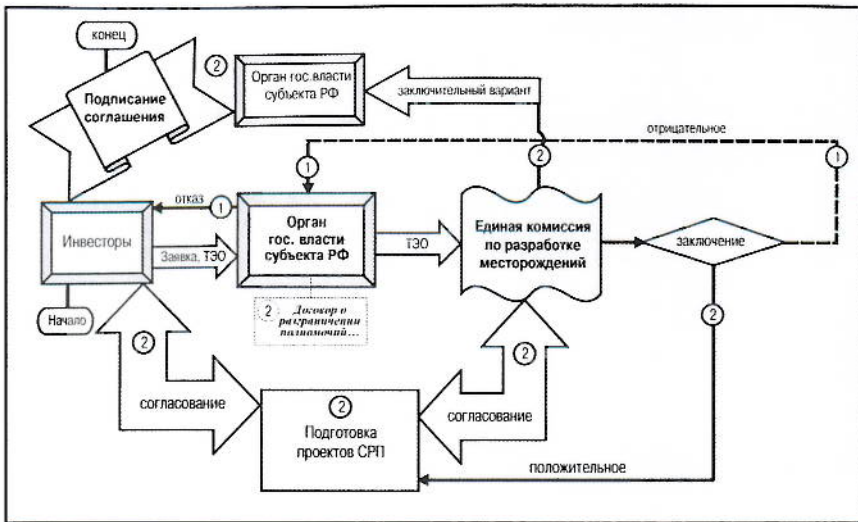 конец
Подписание
соглашения
2
Орган гос.власти
субъекта РФ
заключительный вариант
отрицательное
1
2
1
отказ
1
Инвесторы
Заявка, ТЭО
Орган
гос. власти
субъекта РФ
ТЭО
Единая комиссия
по разработке
месторождений
заключение
Начало
2
Договор о
разграничении
полномочий...
2
2
2
согласование
2
Подготовка
проектов СРП
согласование
положительное